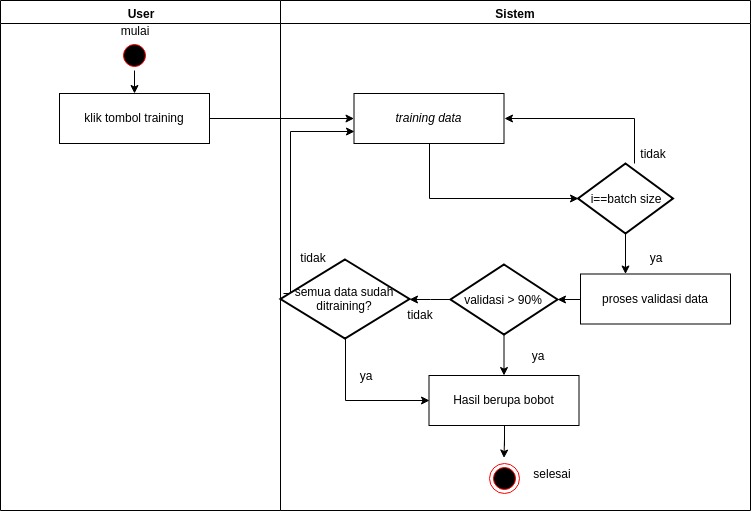 User
Sistem
mulai
klik tombol training
training data
tidak
i==batch size
ya
proses validasi data
validasi > 90%
tidak
tidak
semua data sudah
ditraining?
ya
ya
Hasil berupa bobot
selesai